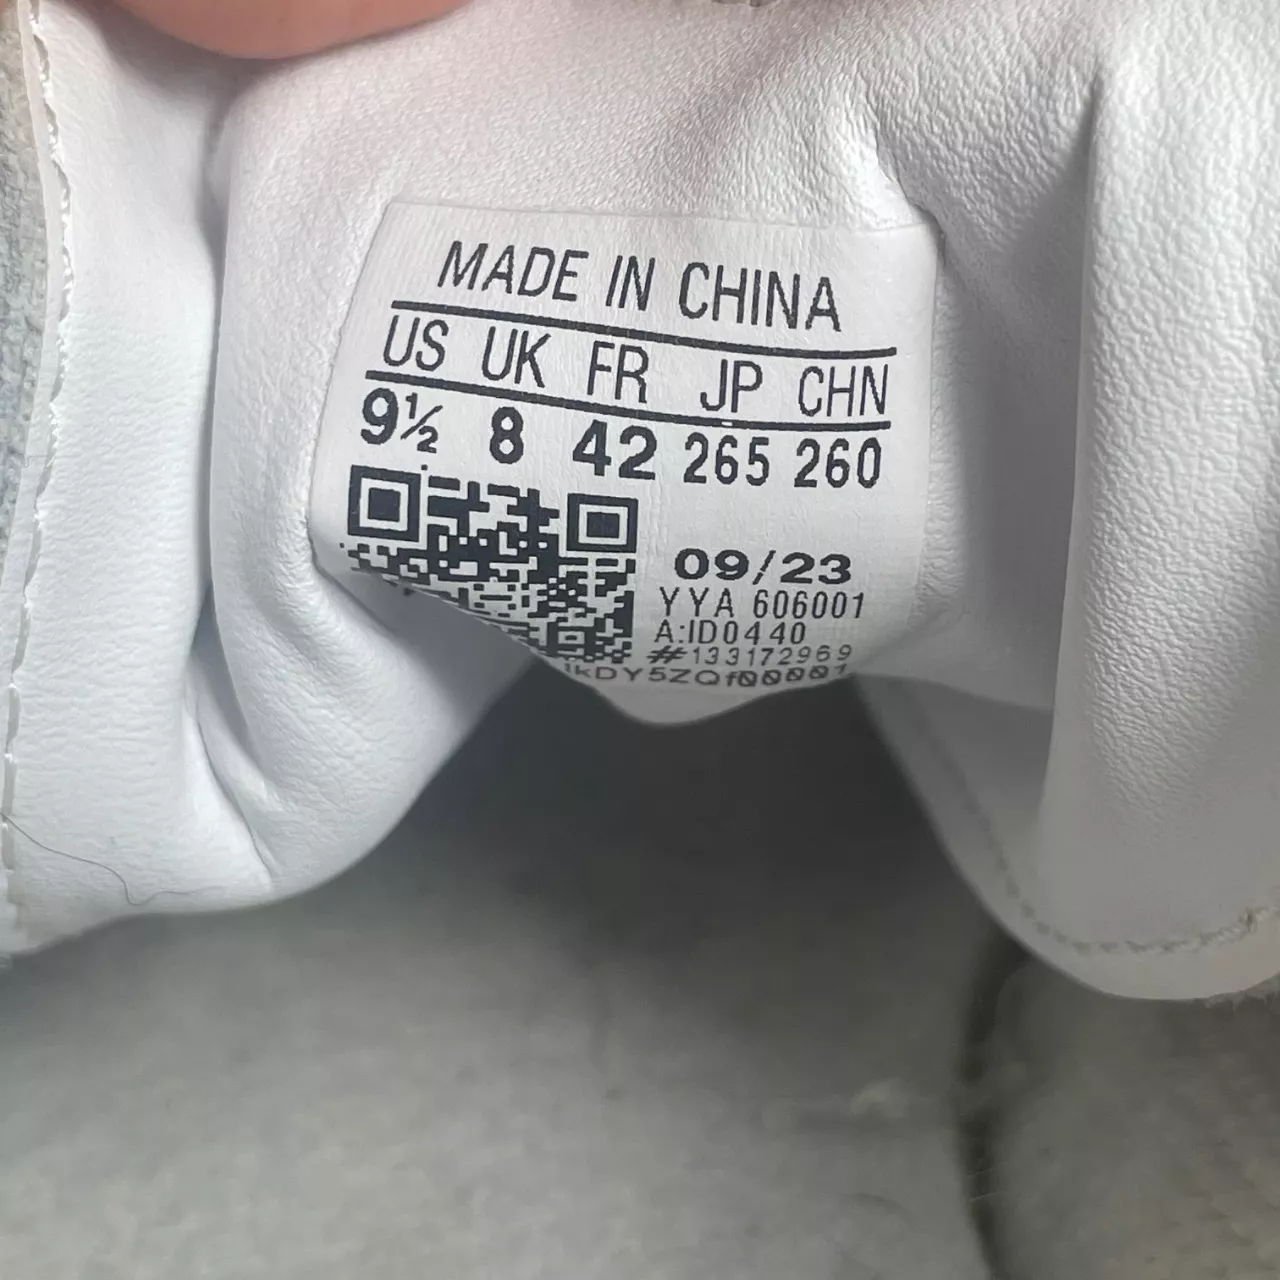 MADE IN CHINA
US UK FR JP CHN
9½ 8 42 265 260
09/23
YYA 606001
A:ID0440
#133172969